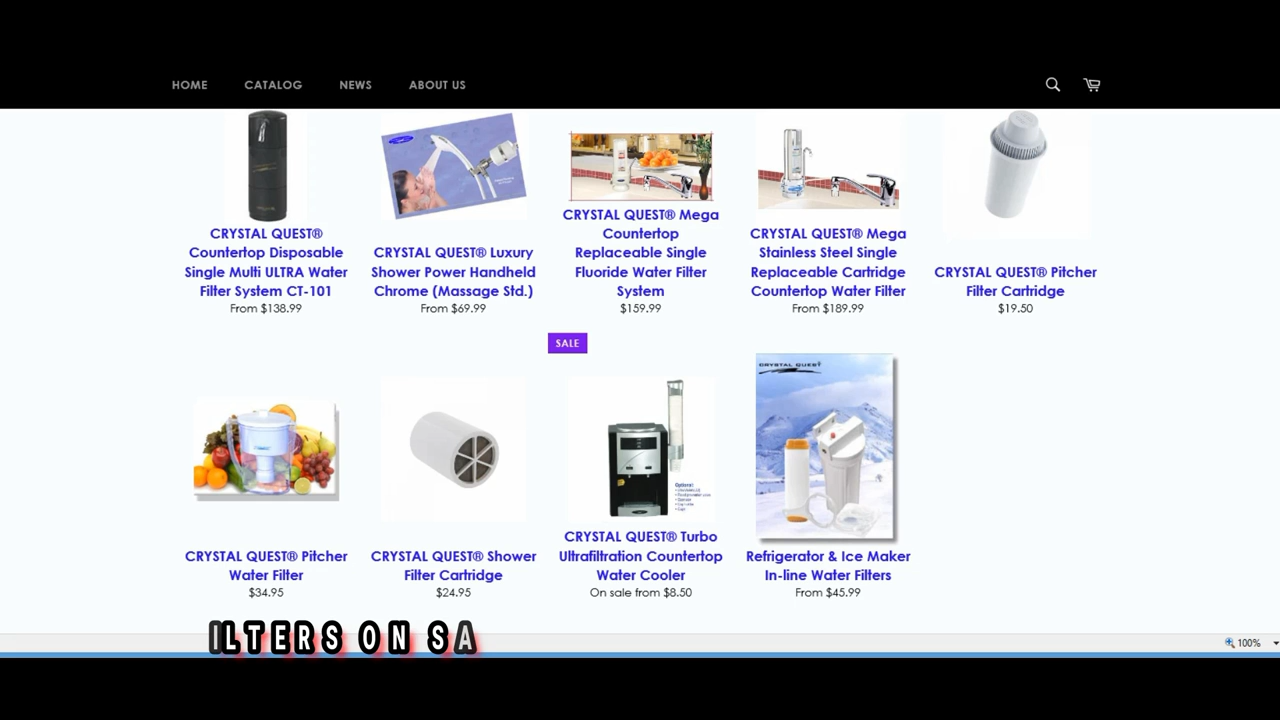 HOME CATALOG NEWS ABOUT US
CRYSTAL QUEST®
Countertop Disposable
Single Multi ULTRA Water
Filter System CT-101
From $138.99
CRYSTAL QUEST® Luxury
Shower Power Handheld
Chrome (Massage Std.)
From $69.99
CRYSTAL QUEST® Mega
Countertop
Replaceable Single
Fluoride Water Filter
System
$159.99
CRYSTAL QUEST® Mega
Stainless Steel Single
Replaceable Cartridge
Countertop Water Filter
From $189.99
CRYSTAL QUEST® Pitcher
Filter Cartridge
$19.50
CRYSTAL QUEST® Pitcher
Water Filter
$34.95
CRYSTAL QUEST® Shower
Filter Cartridge
$24.95
SALE
Optional
CRYSTAL QUEST® Turbo
Ultrafiltration Countertop
Water Cooler
On sale from $8.50
CRYSTAL QUEST
Refrigerator & Ice Maker
In-line Water Filters
From $45.99
ILTERS ON SA
100%